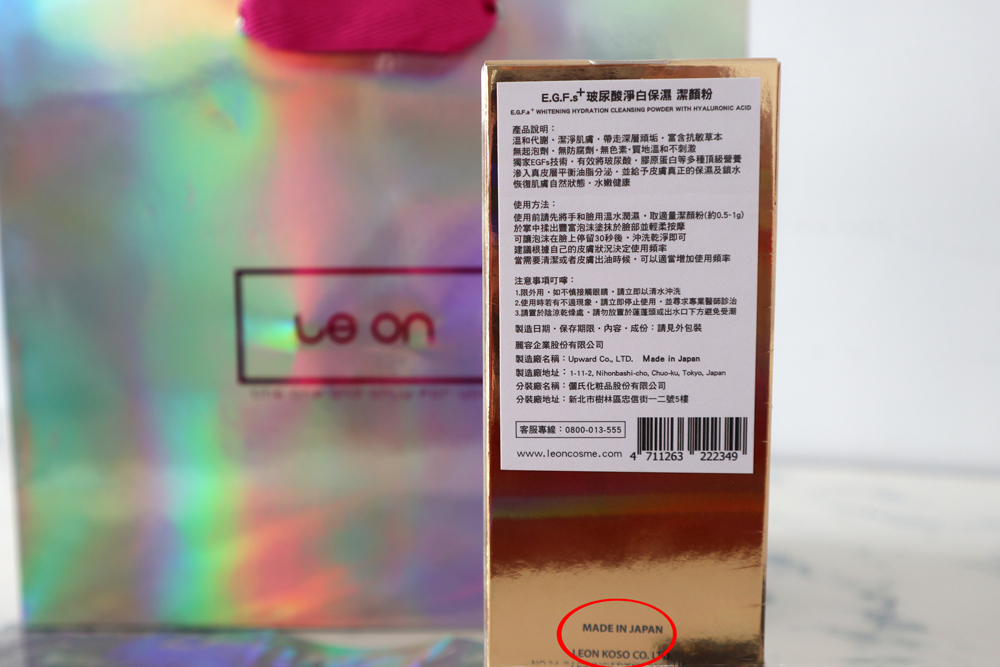 Le on
E.G.F.s+玻尿酸淨白保濕 潔顏粉
E.G.F.s+ WHITENING HYDRATION CLEANSING POWDER WITH HYALURONIC ACID
產品說明：
溫和代謝，潔淨肌膚，帶走深層頭垢，富含抗敏草本
無起泡劑，無防腐劑，無色素，質地溫和不刺激
獨家EGFs技術，有效將玻尿酸，膠原蛋白等多種頂級營養
滲入真皮層平衡油脂分泌，並給予皮膚真正的保濕及鎖水
恢復肌膚自然狀態，水嫩健康
使用方法：
使用前請先將手和臉用溫水潤濕，取適量潔顏粉(約0.5-1g)
於掌中揉出豐富泡沫塗抹於臉部並輕柔按摩
可讓泡沫在臉上停留30秒後，沖洗乾淨即可
建議根據自己的皮膚狀況決定使用頻率
當需要清潔或者皮膚出油時候，可以適當增加使用頻率
注意事項叮嚀：
1.限外用，如不慎接觸眼睛，請立即以清水沖洗
2.使用時若有不適現象，請立即停止使用，並尋求專業醫師診治
3.請置於陰涼乾燥處，請勿放置於蓮蓬頭或出水口下方避免受潮
製造日期，保存期限，內容，成份：請見外包裝
麗容企業股份有限公司
製造廠名稱：Upward Co., LTD. Made in Japan
製造廠地址：1-11-2, Nihonbashi-cho, Chuo-ku, Tokyo, Japan
分裝廠名稱：儷氏化粧品股份有限公司
分裝廠地址：新北市樹林區忠信街一二號5樓
客服專線：0800-013-555
www.leoncosme.com
4 711263 222349
MADE IN JAPAN
LEON KOSO CO.